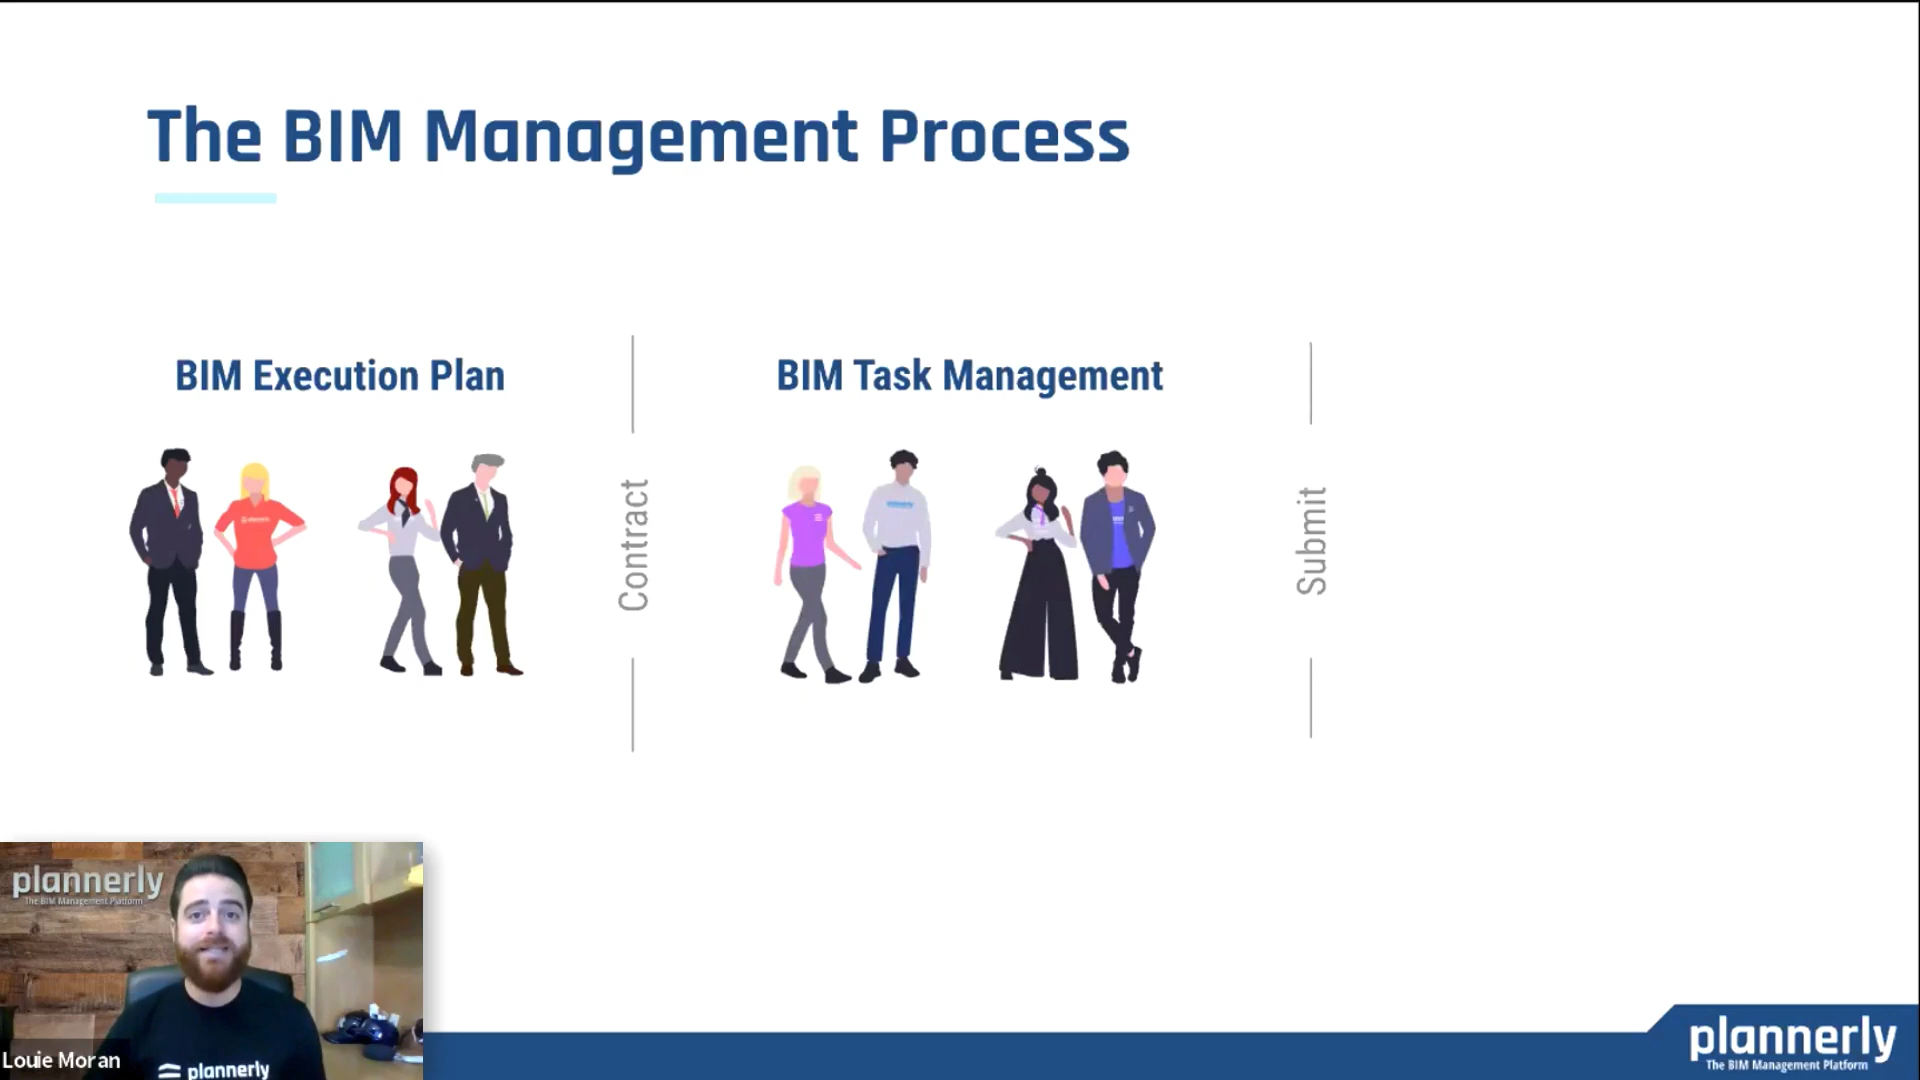 The BIM Management Process
BIM Execution Plan
Contract
BIM Task Management
Submit
plannerly
The BIM Management Platform
Louie Moran
plannerly
plannerly
The BIM Management Platform